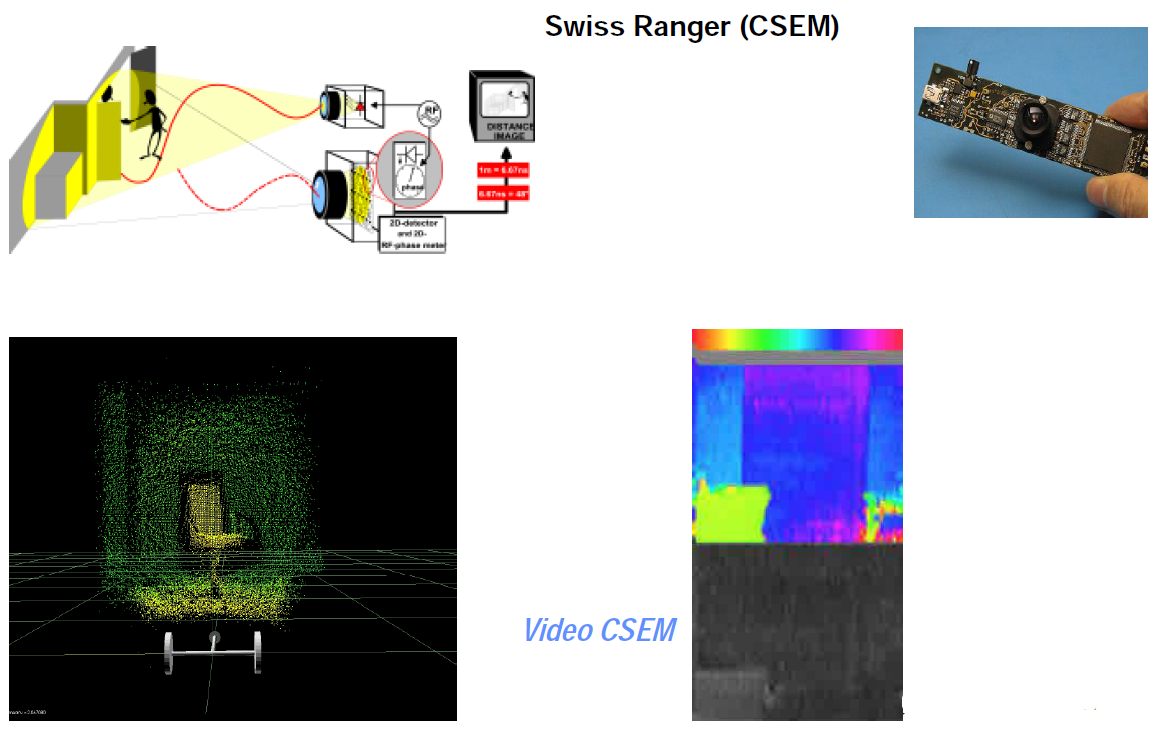 Swiss Ranger (CSEM)
RF
DISTANCE
IMAGE
1m = 6.67ns
6.67ns = 48°
phase
2D-detector
and 2D-
RF-phase meter
Video CSEM